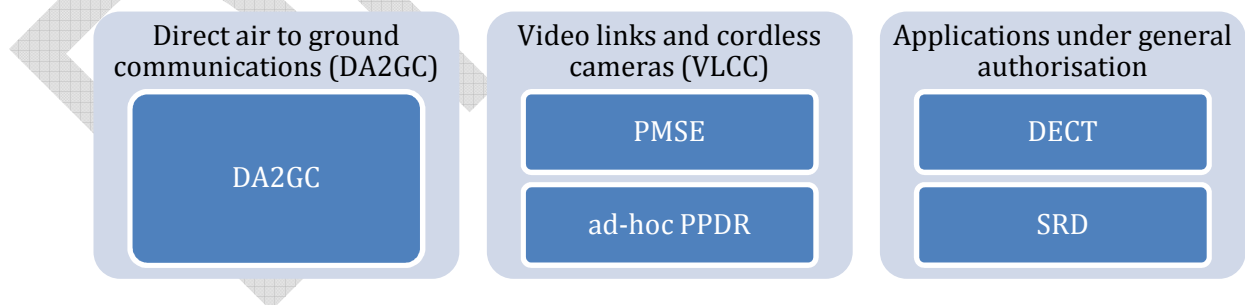 Direct air to ground
communications (DA2GC)
DA2GC
Video links and cordless
cameras (VLCC)
PMSE
ad-hoc PPDR
Applications under general
authorisation
DECT
SRD